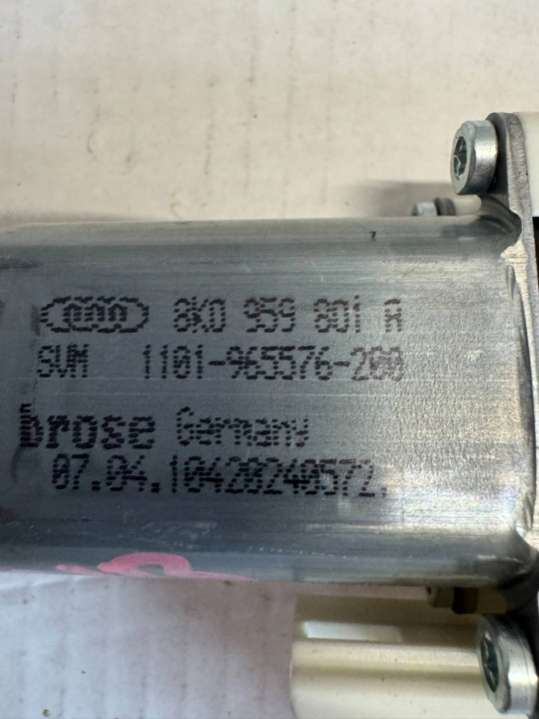 8K0 959 801 A
SVM 1101-965576-200
brose Germany
07.04.10420240572.